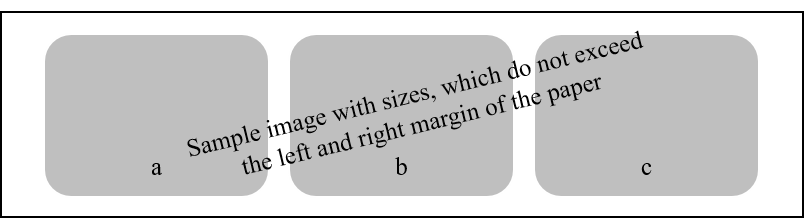 Sample image with sizes, which do not exceed
the left and right margin of the paper
a
b
c